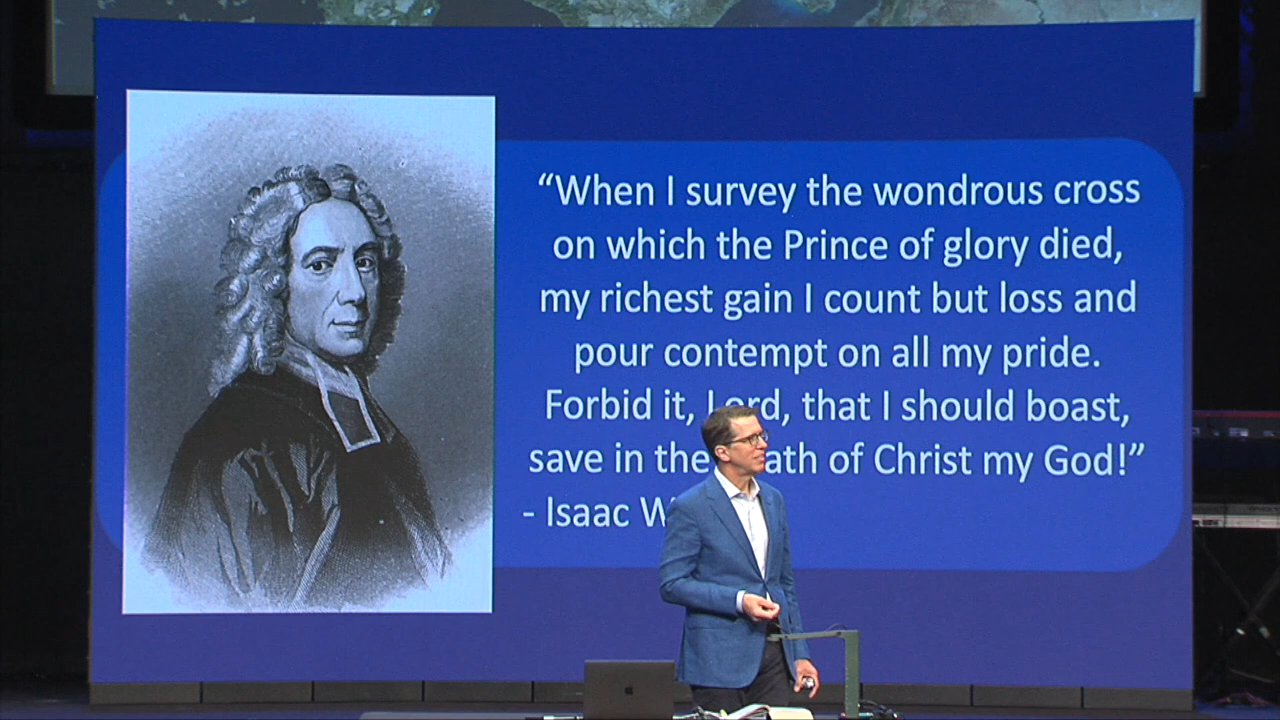 “When I survey the wondrous cross
on which the Prince of glory died,
my richest gain I count but loss and
pour contempt on all my pride.
Forbid it, Lord, that I should boast,
save in the death of Christ my God!”
- Isaac